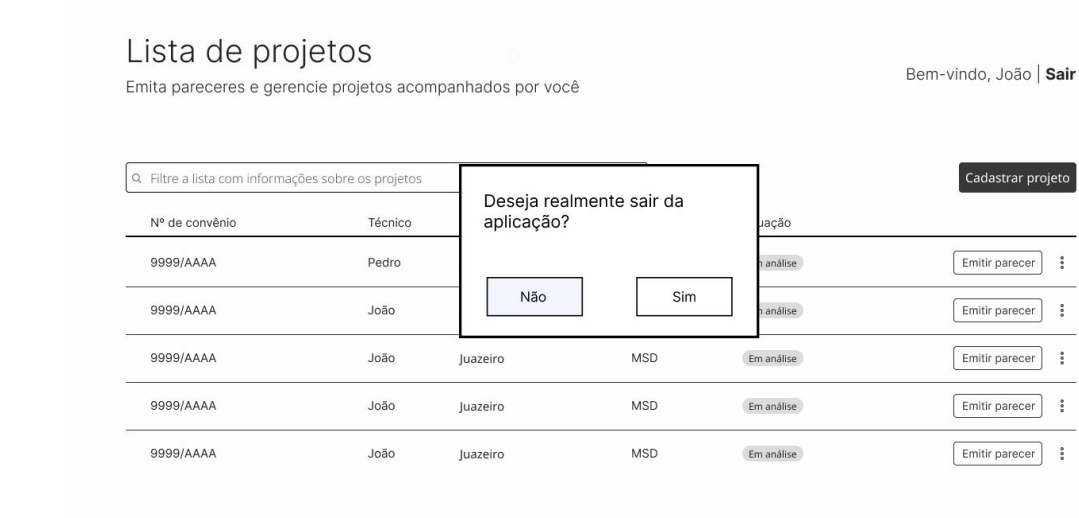 Lista de projetos
Emita pareceres e gerencie projetos acompanhados por você
Bem-vindo, João | Sair
Filtre a lista com informações sobre os projetos
Cadastrar projeto
Deseja realmente sair da
aplicação?
Não Sim
Nº de convênio Técnico uação
9999/AAAA Pedro análise Emitir parecer
9999/AAAA João análise Emitir parecer
9999/AAAA João Juazeiro MSD Em análise Emitir parecer
9999/AAAA João Juazeiro MSD Em análise Emitir parecer
9999/AAAA João Juazeiro MSD Em análise Emitir parecer